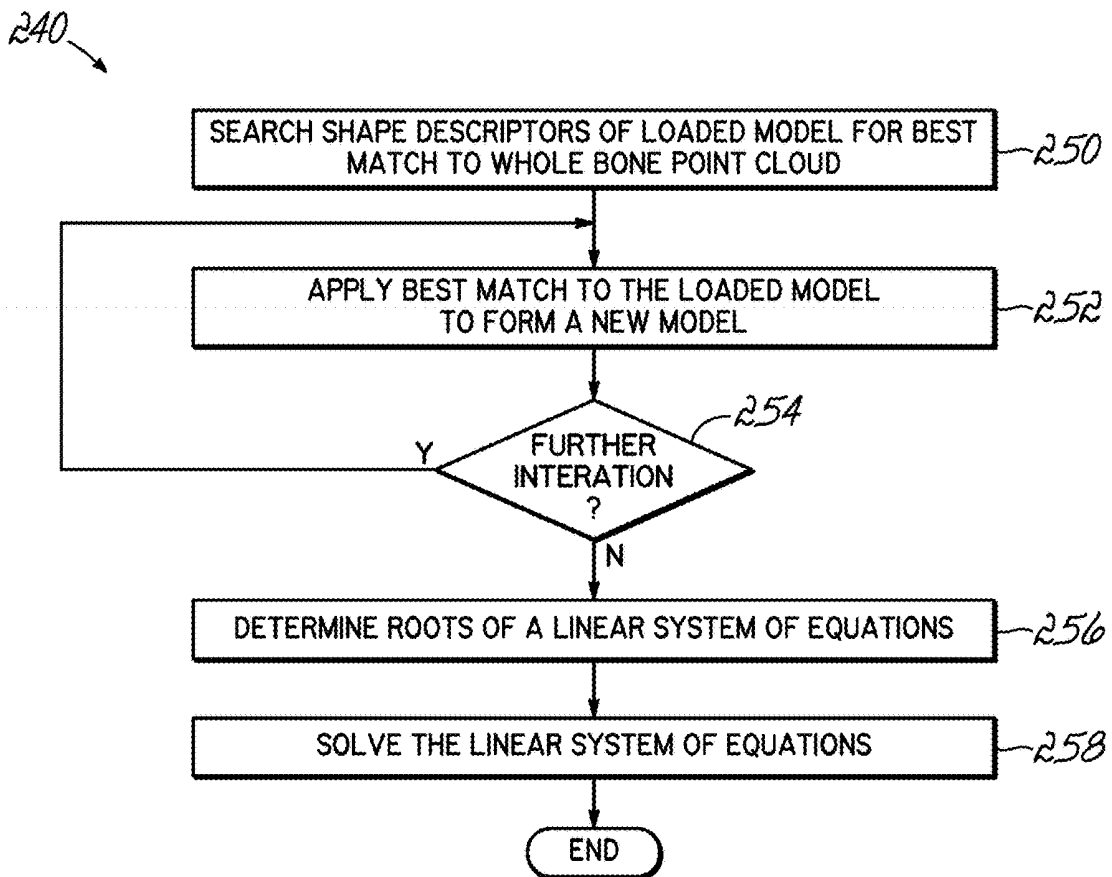 240
SEARCH SHAPE DESCRIPTORS OF LOADED MODEL FOR BEST
MATCH TO WHOLE BONE POINT CLOUD
250
APPLY BEST MATCH TO THE LOADED MODEL
TO FORM A NEW MODEL
252
254
Y
FURTHER
INTERATION
?
N
DETERMINE ROOTS OF A LINEAR SYSTEM OF EQUATIONS
256
SOLVE THE LINEAR SYSTEM OF EQUATIONS
258
END